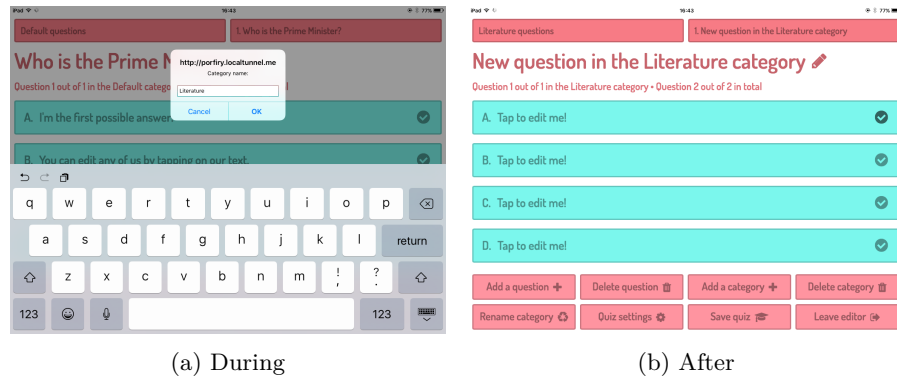 iPad
16:43
77%
Default questions
1. Who is the Prime Minister?
Who is the Prime M
Question 1 out of 1 in the Default catego
l
http://porfiry.localtunnel.me
Category name:
Literature
Cancel
OK
A. I'm the first possible answer.
B. You can edit any of us by tapping on our text.
q w e r t y u i o p
a s d f g h j k l return
z x c v b n m ! , ? .
123
123
(a) During
iPad
16:43
77%
Literature questions
1. New question in the Literature category
New question in the Literature category
Question 1 out of 1 in the Literature category • Question 2 out of 2 in total
A. Tap to edit me!
B. Tap to edit me!
C. Tap to edit me!
D. Tap to edit me!
Add a question
Delete question
Add a category
Delete category
Rename category
Quiz settings
Save quiz
Leave editor
(b) After